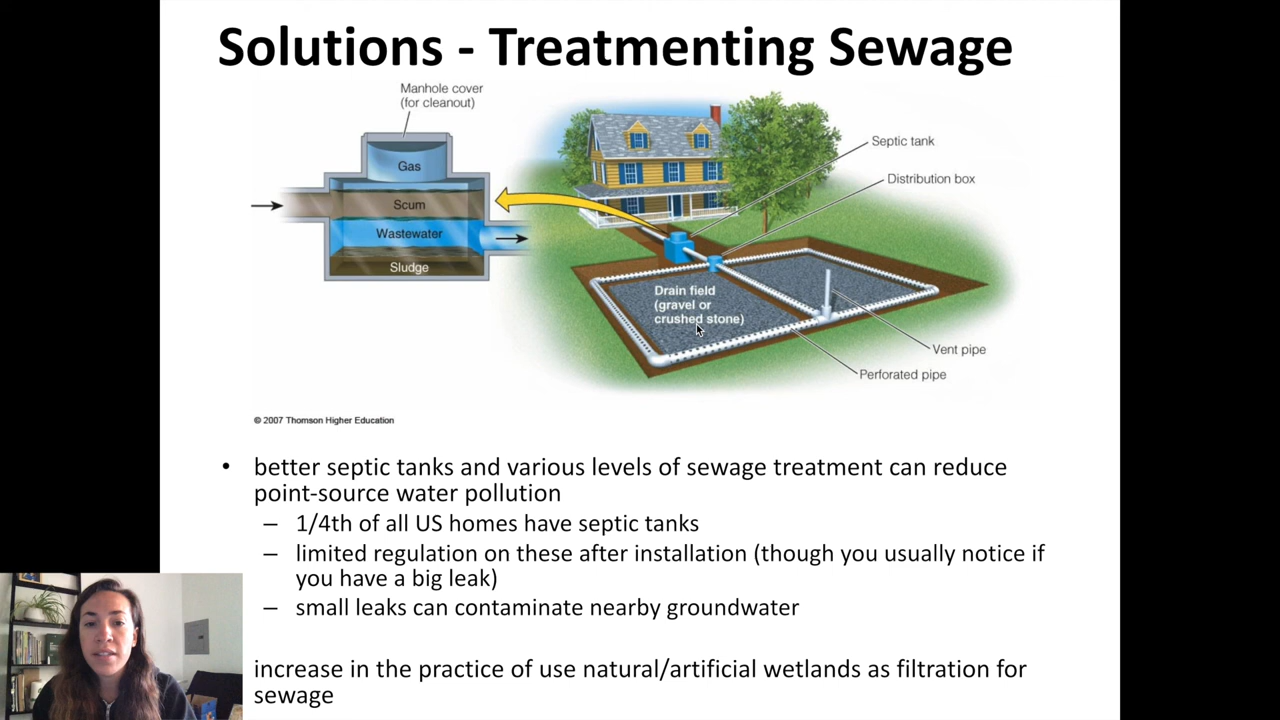 Solutions - Treatmenting Sewage
Manhole cover
(for cleanout)
Gas
Scum
Wastewater
Sludge
Septic tank
Distribution box
Drain field
(gravel or
crushed stone)
Vent pipe
Perforated pipe
© 2007 Thomson Higher Education
• better septic tanks and various levels of sewage treatment can reduce
point-source water pollution
– 1/4th of all US homes have septic tanks
– limited regulation on these after installation (though you usually notice if
you have a big leak)
– small leaks can contaminate nearby groundwater
increase in the practice of use natural/artificial wetlands as filtration for
sewage